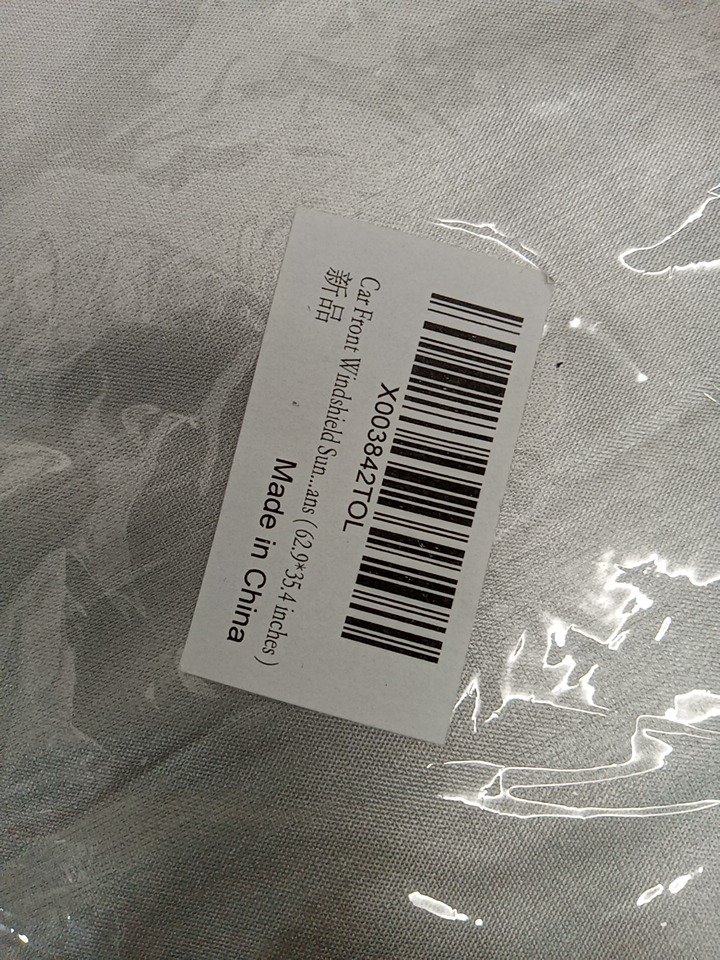 X003842TOL
Car Front Windshield Sun...ans ( 62.9*35.4 inches )
新品
Made in China